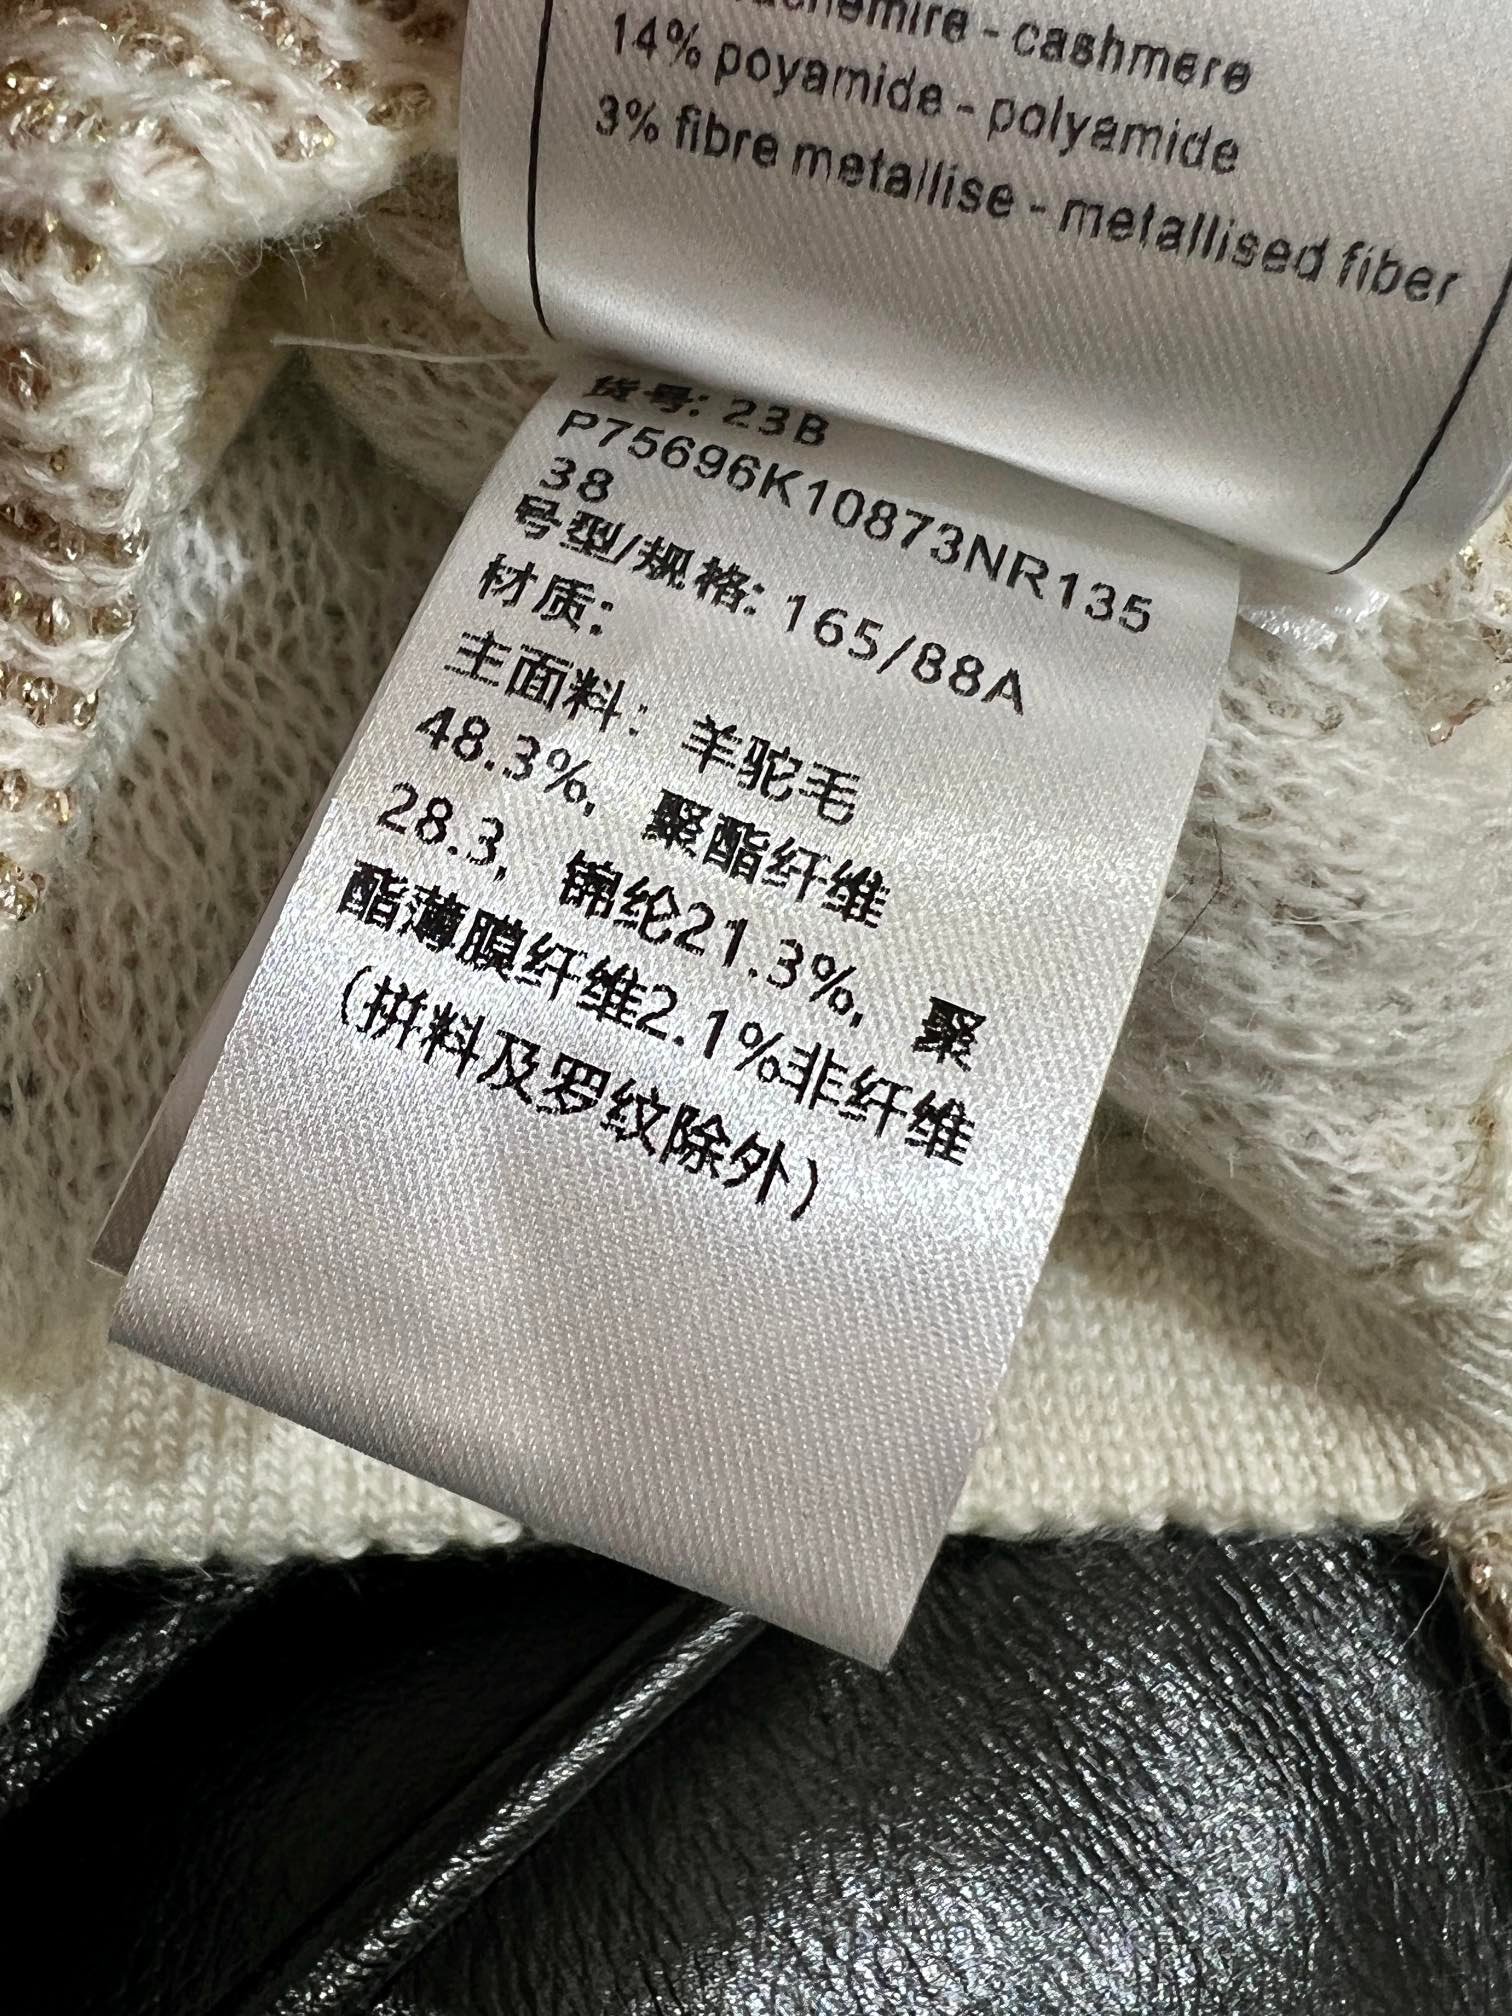 - cashmere
14% poyamide - polyamide
3% fibre metallise - metallised fiber
货号: 23B
P75696K10873NR135
38
号型/规格: 165/88A
材质:
主面料: 羊驼毛
48.3%, 聚酯纤维
28.3, 锦纶21.3%, 聚
酯薄膜纤维2.1%非纤维
(拼料及罗纹除外)